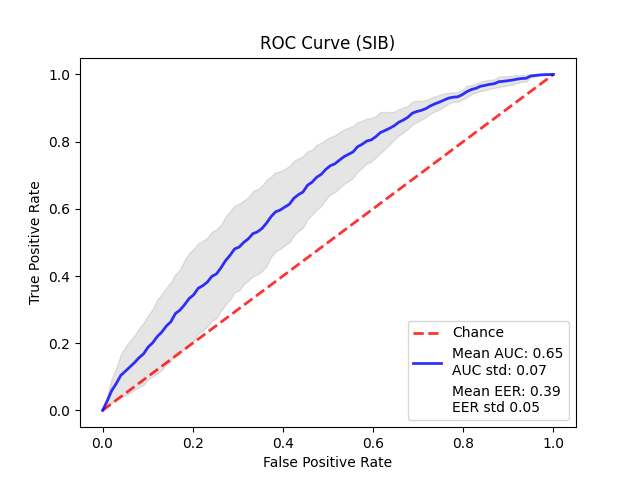 ROC Curve (SIB)
1.0
0.8
0.6
0.4
0.2
0.0
True Positive Rate
Chance
Mean AUC: 0.65
AUC std: 0.07
Mean EER: 0.39
EER std 0.05
0.0 0.2 0.4 0.6 0.8 1.0
False Positive Rate